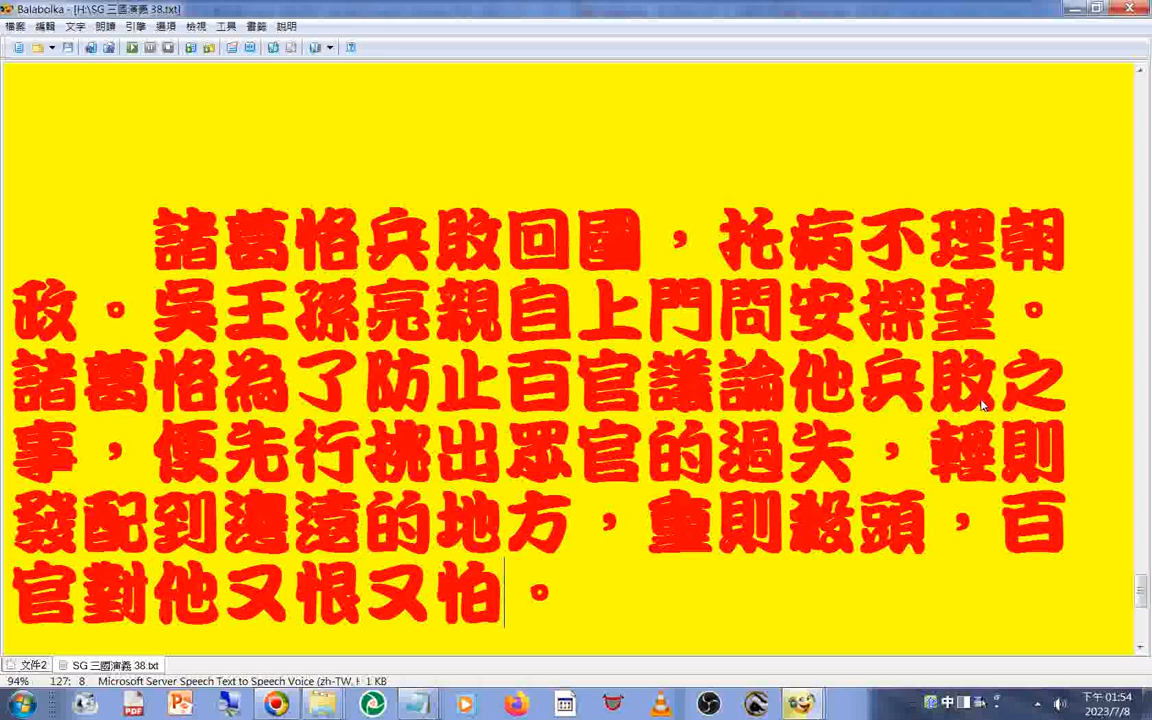 Balabolka - [H:\SG 三國演義 38.txt]
檔案 編輯 文字 朗讀 引擎 選項 檢視 工具 書籤 說明
諸葛恪兵敗回國，托病不理朝
政。吳王孫亮親自上門問安探望。
諸葛恪為了防止百官議論他兵敗之
事，便先行挑出眾官的過失，輕則
發配到邊遠的地方，重則殺頭，百
官對他又恨又怕。
文件2 SG 三國演義 38.txt
94% 127: 8 Microsoft Server Speech Text to Speech Voice (zh-TW, 1 KB
PDF 中 下午 01:54
2023/7/8